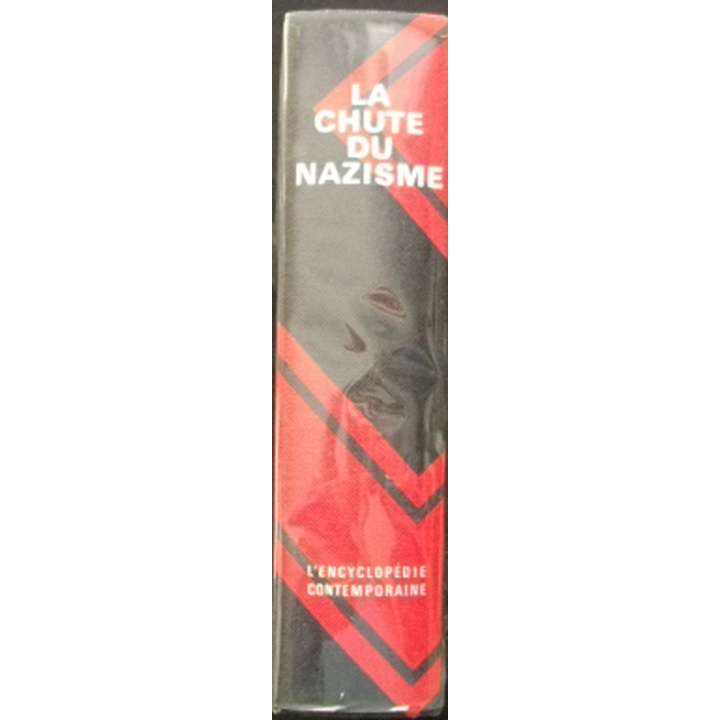 LA
CHUTE
DU
NAZISME
L'ENCYCLOPÉDIE
CONTEMPORAINE